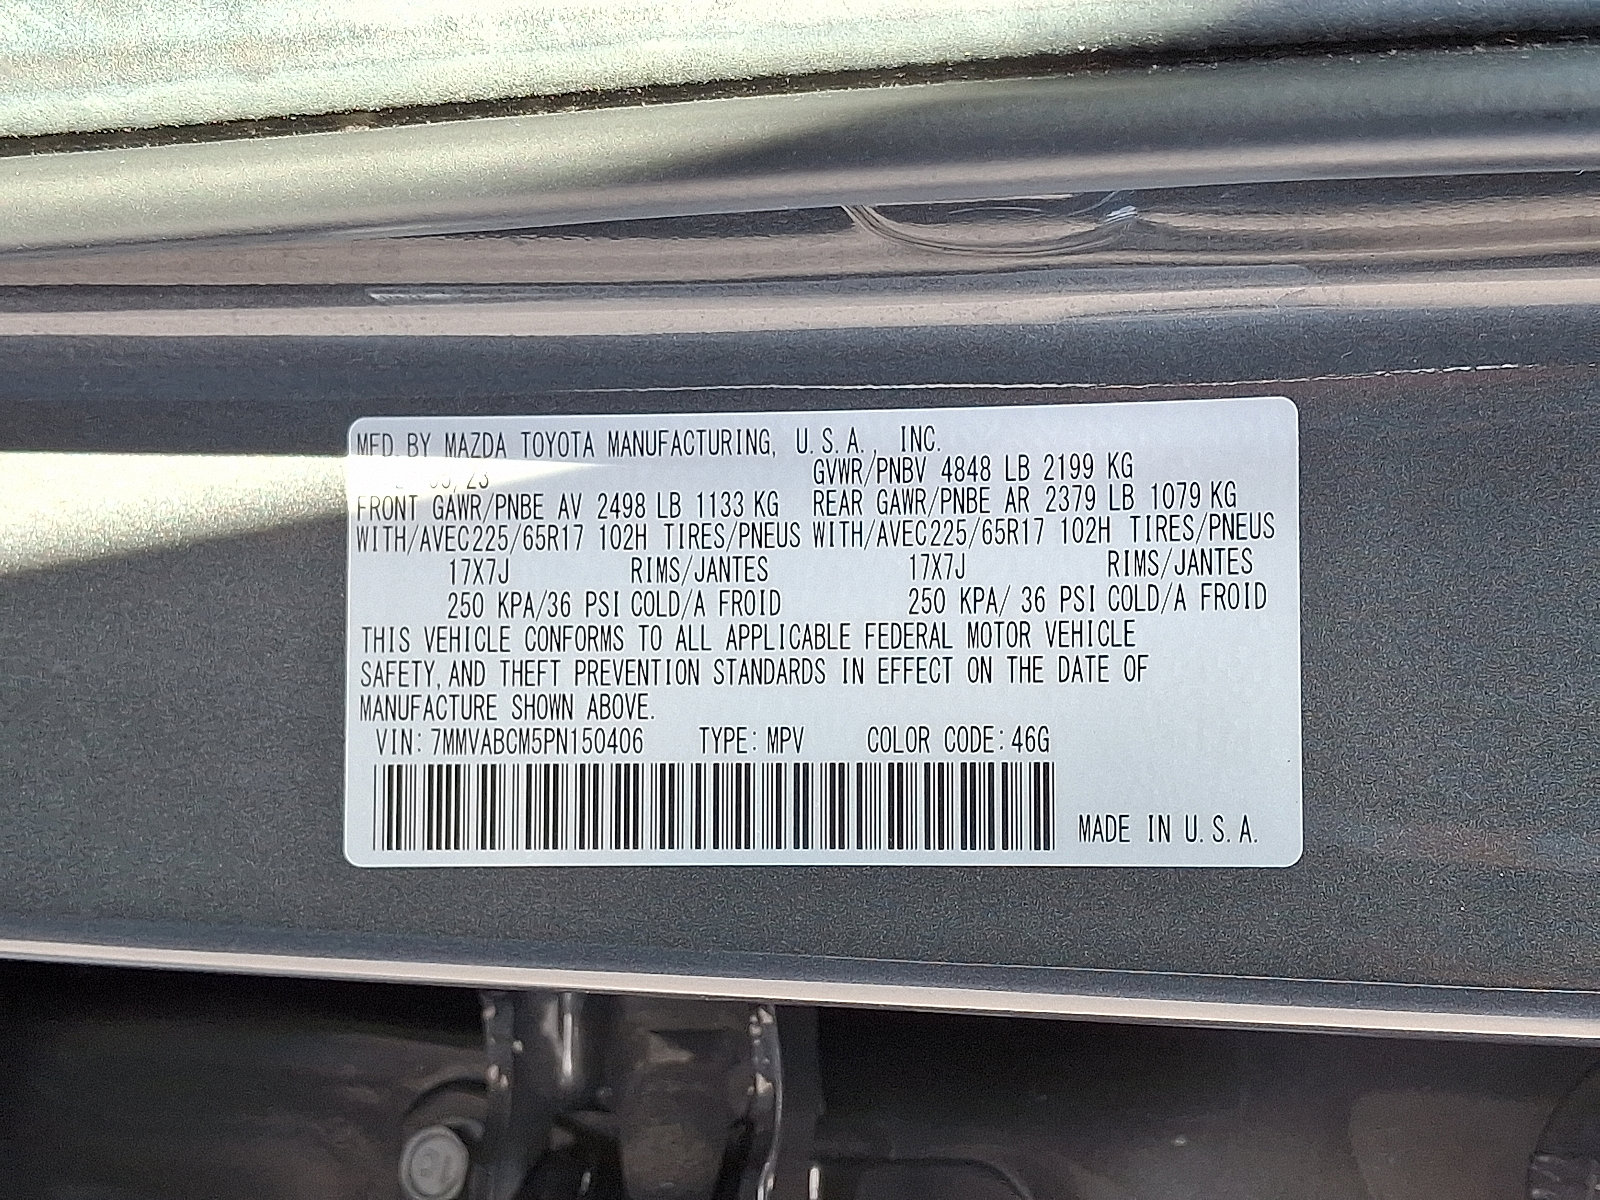 MFD. BY MAZDA TOYOTA MANUFACTURING, U.S.A., INC.
GVWR/PNBV 4848 LB 2199 KG
FRONT GAWR/PNBE AV 2498 LB 1133 KG REAR GAWR/PNBE AR 2379 LB 1079 KG
WITH/AVEC225/65R17 102H TIRES/PNEUS WITH/AVEC225/65R17 102H TIRES/PNEUS
17X7J RIMS/JANTES 17X7J RIMS/JANTES
250 KPA/36 PSI COLD/A FROID 250 KPA/ 36 PSI COLD/A FROID
THIS VEHICLE CONFORMS TO ALL APPLICABLE FEDERAL MOTOR VEHICLE
SAFETY, AND THEFT PREVENTION STANDARDS IN EFFECT ON THE DATE OF
MANUFACTURE SHOWN ABOVE.
VIN: 7MMVABCM5PN150406 TYPE: MPV COLOR CODE: 46G
MADE IN U.S.A.